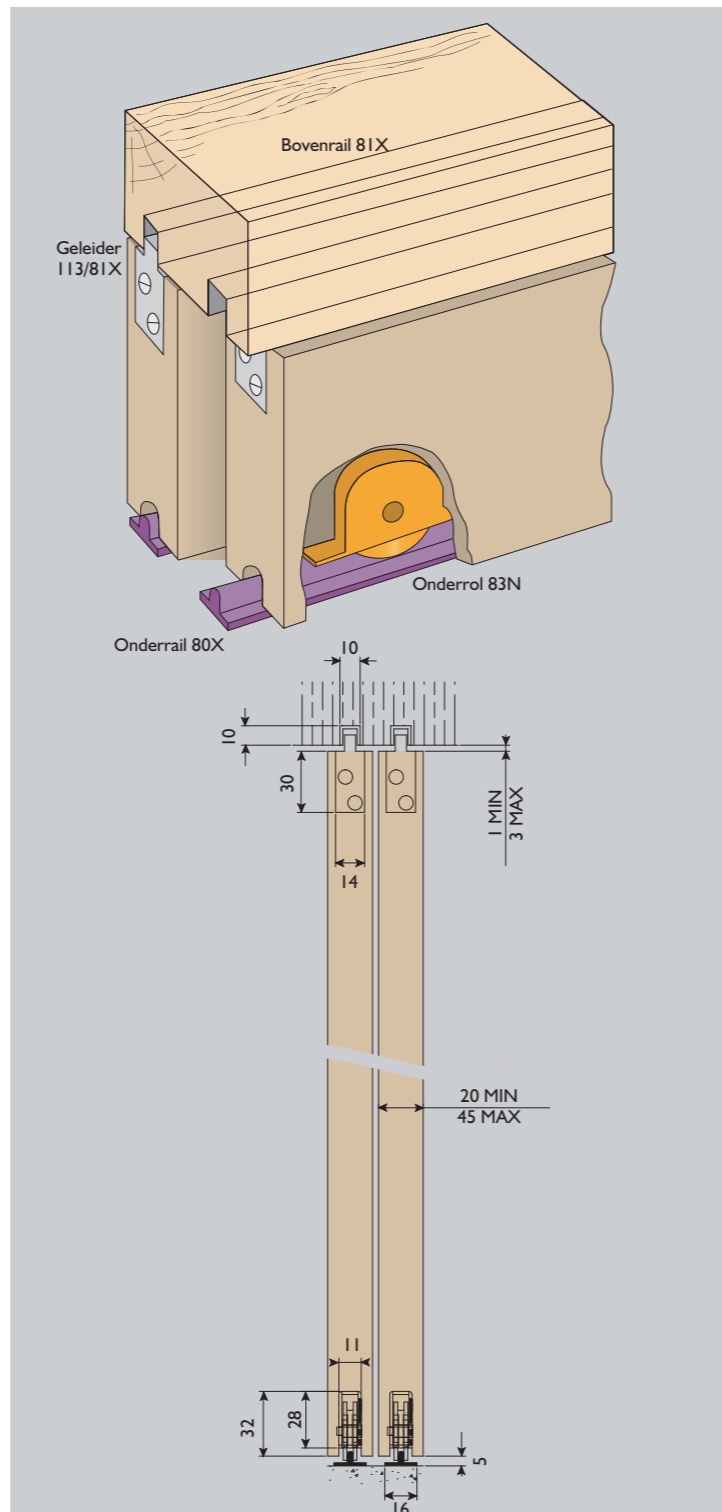 Bovenrail 81X
Geleider
113/81X
Onderrol 83N
Onderrail 80X
10
10
30
1 MIN
3 MAX
14
20 MIN
45 MAX
11
32
28
5
16